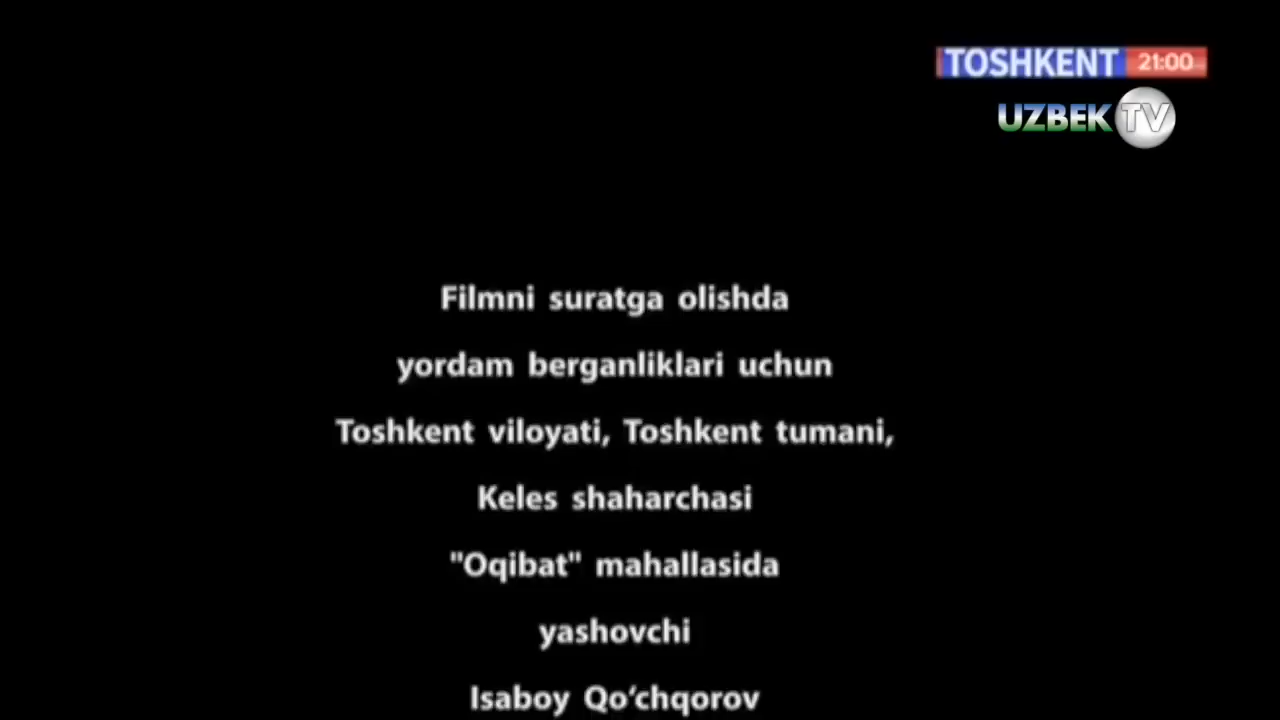 TOSHKENT 21:00
UZBEK TV
Filmni suratga olishda
yordam berganliklari uchun
Toshkent viloyati, Toshkent tumani,
Keles shaharchasi
"Oqibat" mahallasida
yashovchi
Isaboy Qo‘chqorov